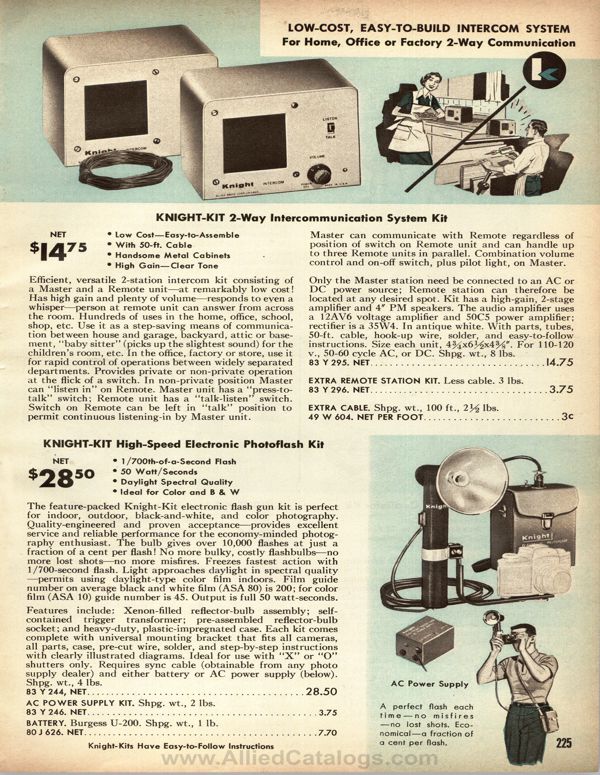 LOW-COST, EASY-TO-BUILD INTERCOM SYSTEM
For Home, Office or Factory 2-Way Communication
k
Knight INTERCOM
LISTEN
TALK
VOLUME
Knight INTERCOM
KNIGHT-KIT 2-Way Intercommunication System Kit
NET
$14.75
• Low Cost—Easy-to-Assemble
• With 50-ft. Cable
• Handsome Metal Cabinets
• High Gain—Clear Tone
Efficient, versatile 2-station intercom kit consisting of
a Master and a Remote unit—at remarkably low cost!
Has high gain and plenty of volume—responds to even a
whisper—person at remote unit can answer from across
the room. Hundreds of uses in the home, office, school,
shop, etc. Use it as a step-saving means of communica-
tion between house and garage, backyard, attic or base-
ment, "baby sitter" (picks up the slightest sound) for the
children's room, etc. In the office, factory or store, use it
for rapid control of operations between widely separated
departments. Provides private or non-private operation
at the flick of a switch. In non-private position Master
can "listen in" on Remote. Master unit has a "press-to-
talk" switch; Remote unit has a "talk-listen" switch.
Switch on Remote can be left in "talk" position to
permit continuous listening-in by Master unit.
Master can communicate with Remote regardless of
position of switch on Remote unit and can handle up
to three Remote units in parallel. Combination volume
control and on-off switch, plus pilot light, on Master.
Only the Master station need be connected to an AC or
DC power source; Remote station can therefore be
located at any desired spot. Kit has a high-gain, 2-stage
amplifier and 4" PM speakers. The audio amplifier uses
a 12AV6 voltage amplifier and 50C5 power amplifier;
rectifier is a 35W4. In antique white. With parts, tubes,
50-ft. cable, hook-up wire, solder, and easy-to-follow
instructions. Size each unit, 4¾x6½x4¾". For 110-120
v., 50-60 cycle AC, or DC. Shpg. wt., 8 lbs.
83 Y 295. NET....................14.75
EXTRA REMOTE STATION KIT. Less cable. 3 lbs.
83 Y 296. NET....................3.75
EXTRA CABLE. Shpg. wt., 100 ft., 2½ lbs.
49 W 604. NET PER FOOT....................3c
KNIGHT-KIT High-Speed Electronic Photoflash Kit
NET
$28.50
• 1/700th-of-a-Second Flash
• 50 Watt/Seconds
• Daylight Spectral Quality
• Ideal for Color and B & W
The feature-packed Knight-Kit electronic flash gun kit is perfect
for indoor, outdoor, black-and-white, and color photography.
Quality-engineered and proven acceptance—provides excellent
service and reliable performance for the economy-minded photog-
raphy enthusiast. The bulb gives over 10,000 flashes at just a
fraction of a cent per flash! No more bulky, costly flashbulbs—no
more lost shots—no more misfires. Freezes fastest action with
1/700-second flash. Light approaches daylight in spectral quality
—permits using daylight-type color film indoors. Film guide
number on average black and white film (ASA 80) is 200; for color
film (ASA 10) guide number is 45. Output is full 50 watt-seconds.
Features include: Xenon-filled reflector-bulb assembly; self-
contained trigger transformer; pre-assembled reflector-bulb
socket; and heavy-duty, plastic-impregnated case. Each kit comes
complete with universal mounting bracket that fits all cameras,
all parts, case, pre-cut wire, solder, and step-by-step instructions
with clearly illustrated diagrams. Ideal for use with "X" or "O"
shutters only. Requires sync cable (obtainable from any photo
supply dealer) and either battery or AC power supply (below).
Shpg. wt., 4 lbs.
83 Y 244, NET....................28.50
AC POWER SUPPLY KIT. Shpg. wt., 2 lbs.
83 Y 246. NET....................3.75
BATTERY. Burgess U-200. Shpg. wt., 1 lb.
80 J 626. NET....................7.70
Knight-Kits Have Easy-to-Follow Instructions
Knight
Knight
AC Power Supply
A perfect flash each
time—no misfires
—no lost shots. Eco-
nomical—a fraction of
a cent per flash.
225
www.AlliedCatalogs.com